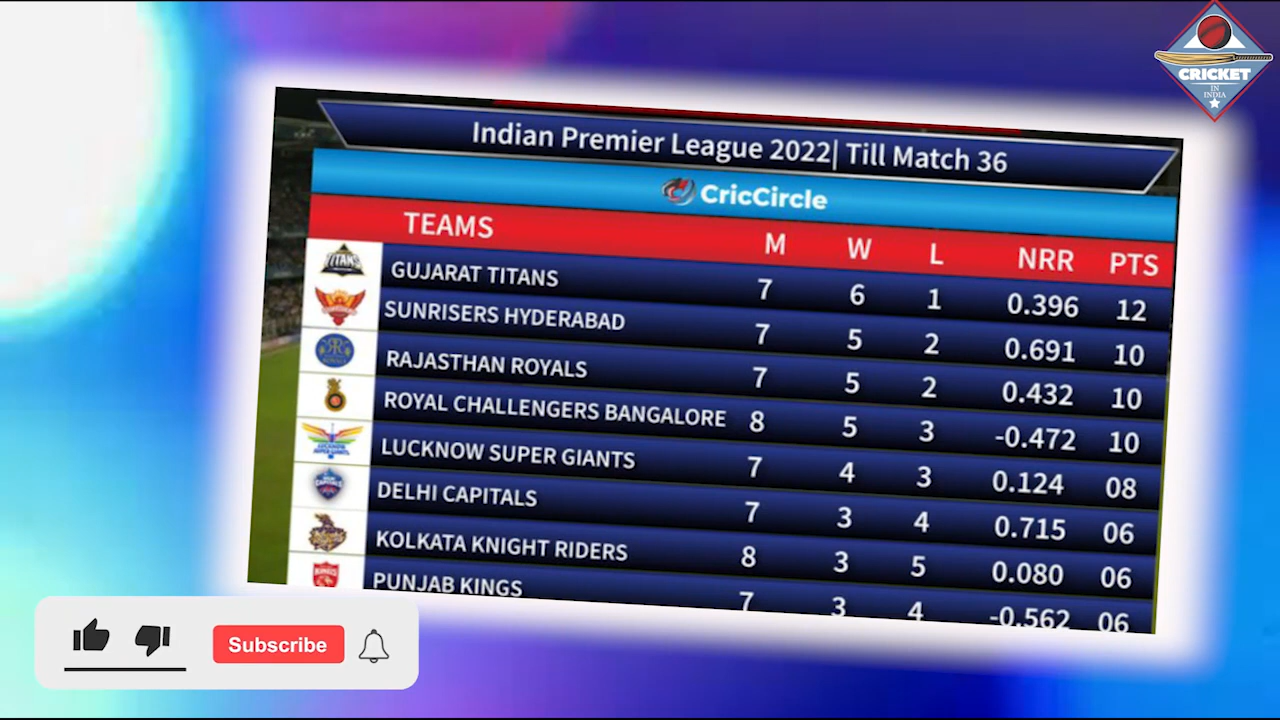 CRICKET
IN
INDIA
Indian Premier League 2022| Till Match 36
CricCircle
TEAMS M W L NRR PTS
TITANS
GUJARAT TITANS 7 6 1 0.396 12
SUNRISERS HYDERABAD 7 5 2 0.691 10
RAJASTHAN ROYALS 7 5 2 0.432 10
ROYAL CHALLENGERS BANGALORE 8 5 3 -0.472 10
LUCKNOW SUPER GIANTS 7 4 3 0.124 08
DELHI CAPITALS 7 3 4 0.715 06
KOLKATA KNIGHT RIDERS 8 3 5 0.080 06
PUNJAB KINGS 7 3 4 -0.562 06
Subscribe